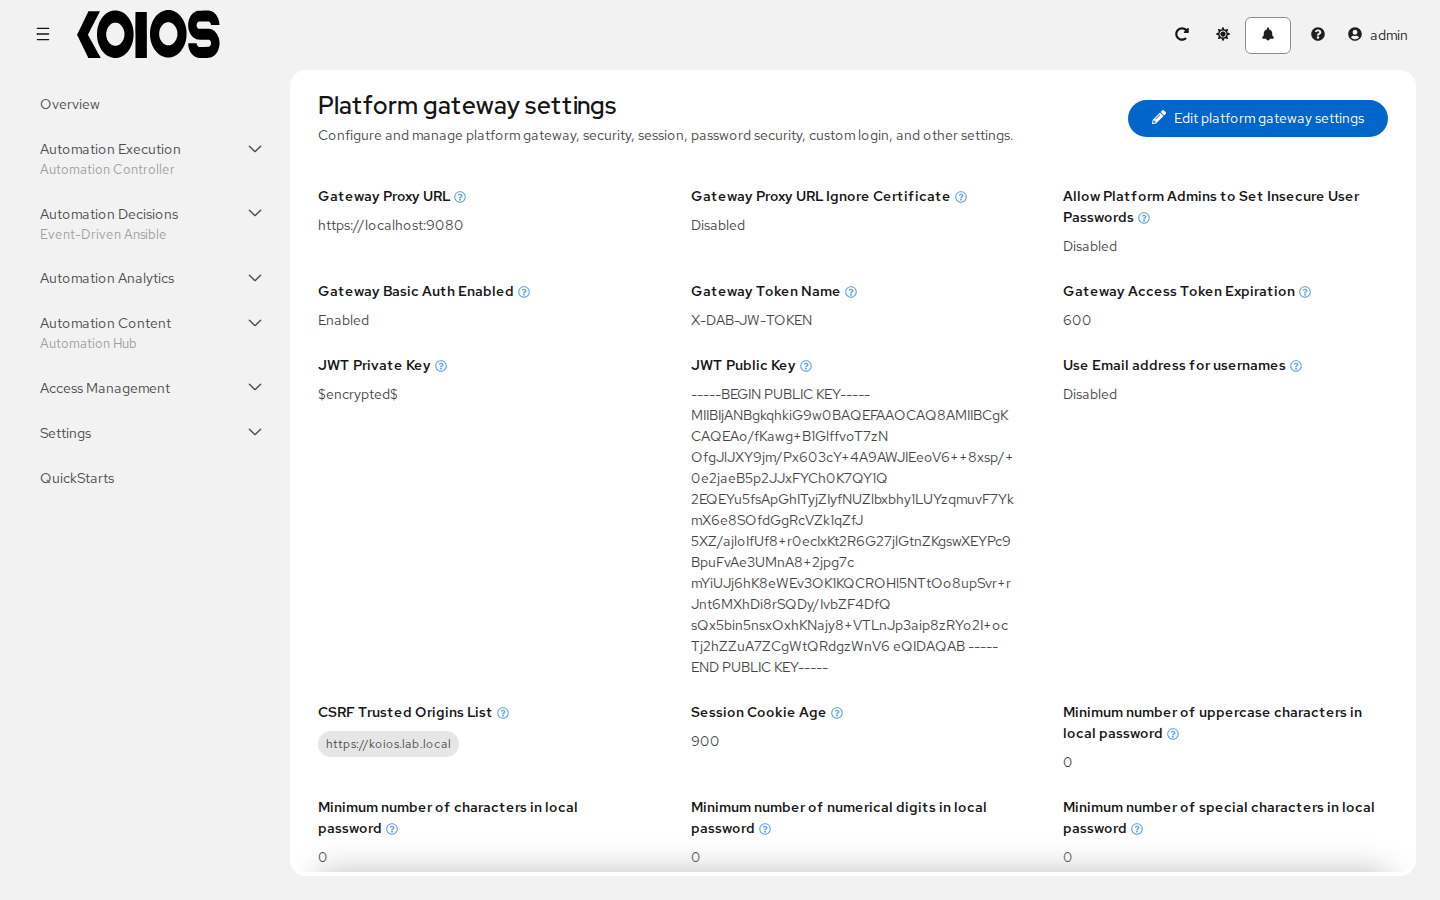 KOIOS
admin
Overview
Automation Execution
Automation Controller
Automation Decisions
Event-Driven Ansible
Automation Analytics
Automation Content
Automation Hub
Access Management
Settings
QuickStarts
Platform gateway settings
Configure and manage platform gateway, security, session, password security, custom login, and other settings.
Edit platform gateway settings
Gateway Proxy URL
https://localhost:9080
Gateway Proxy URL Ignore Certificate
Disabled
Allow Platform Admins to Set Insecure User
Passwords
Disabled
Gateway Basic Auth Enabled
Enabled
Gateway Token Name
X-DAB-JW-TOKEN
Gateway Access Token Expiration
600
JWT Private Key
$encrypted$
JWT Public Key
-----BEGIN PUBLIC KEY-----
MIIBIjANBgkqhkiG9w0BAQEFAAOCAQ8AMIIBCgK
CAQEAo/fKawg+B1GlffvoT7zN
OfgJlJXY9jm/Px603cY+4A9AWJIEeoV6++8xsp/+
0e2jaeB5p2JJxFYCh0K7QY1Q
2EQEYu5fsApGhITyjZIyfNUZIbxbhy1LUYzqmuvF7Yk
mX6e8SOfdGgRcVZk1qZfJ
5XZ/ajloIfUf8+r0ecIxKt2R6G27jlGtnZKgswXEYPc9
BpuFvAe3UMnA8+2jpg7c
mYiUJj6hK8eWEv3OK1KQCROHI5NTtOo8upSvr+r
Jnt6MXhDi8rSQDy/IvbZF4DfQ
sQx5bin5nsxOxhKNajy8+VTLnJp3aip8zRYo2I+oc
Tj2hZZuA7ZCgWtQRdgzWnV6 eQIDAQAB -----
END PUBLIC KEY-----
Use Email address for usernames
Disabled
CSRF Trusted Origins List
https://koios.lab.local
Session Cookie Age
900
Minimum number of uppercase characters in
local password
0
Minimum number of characters in local
password
0
Minimum number of numerical digits in local
password
0
Minimum number of special characters in local
password
0